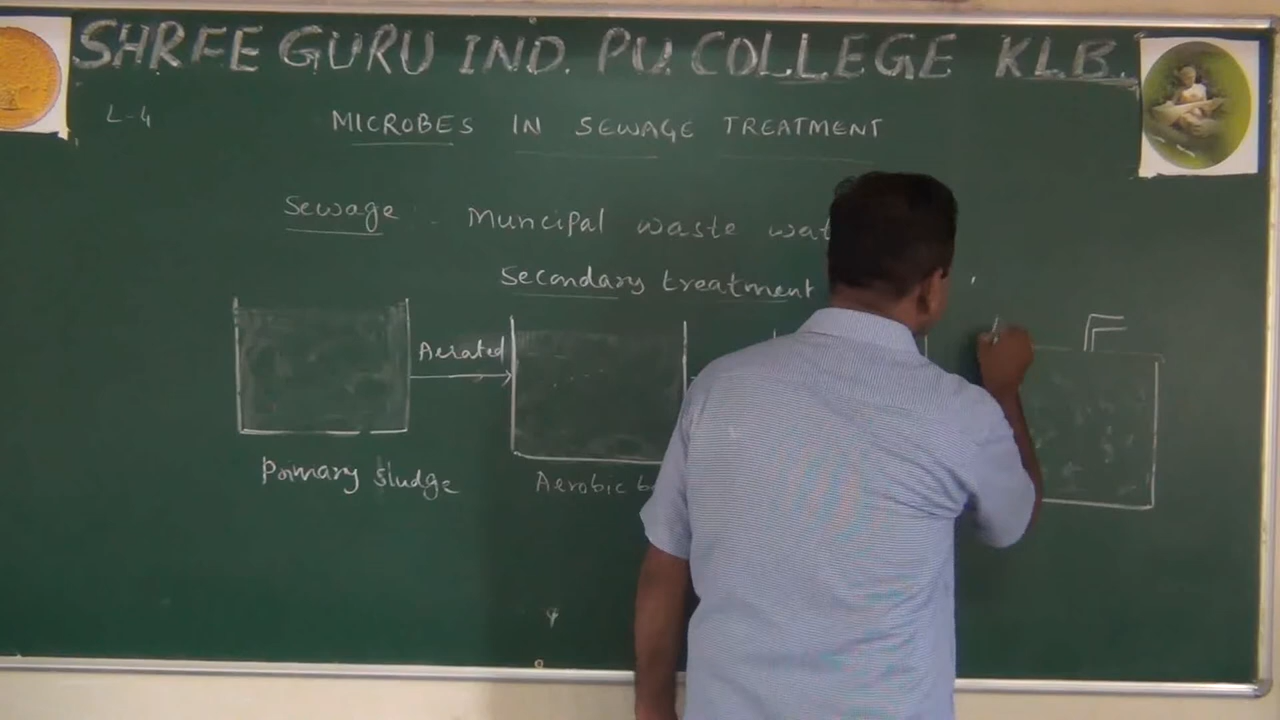 SHREE GURU IND. PU. COLLEGE KLB.
L-4
MICROBES IN SEWAGE TREATMENT
Sewage : Muncipal waste
Secondary treatment
Aerated
Primary sludge
Aerobic